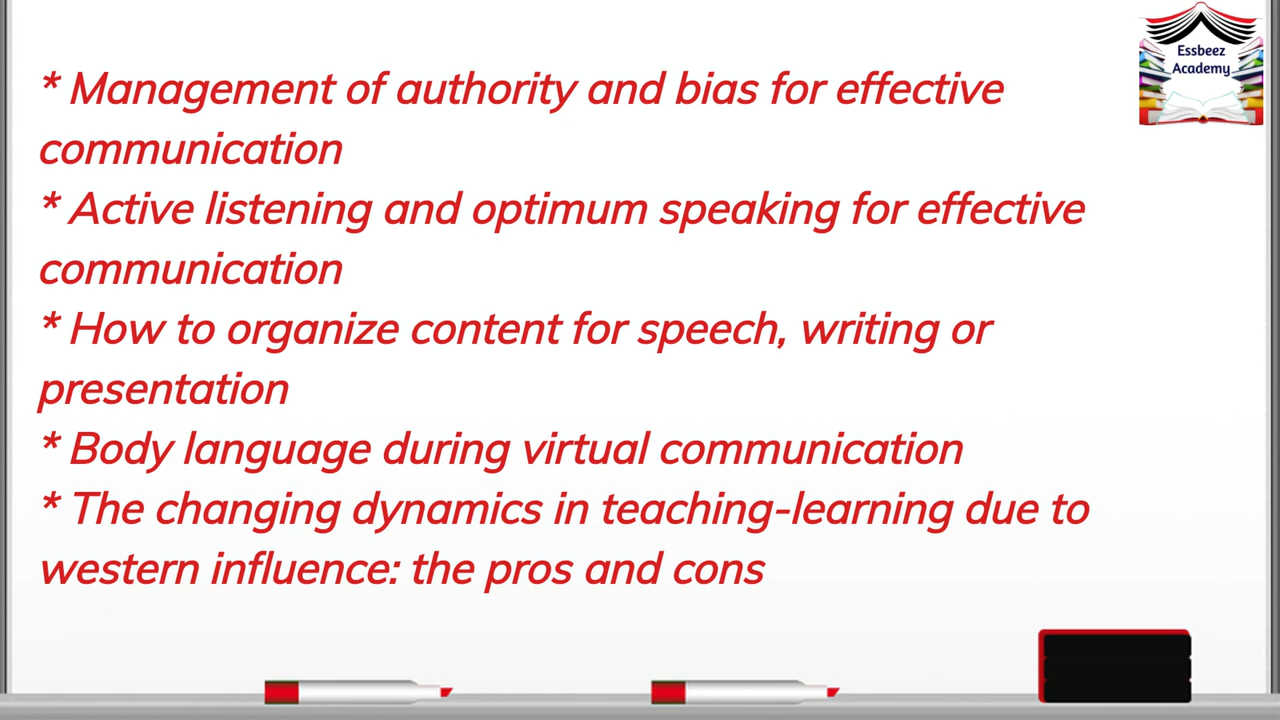 Essbeez
Academy
* Management of authority and bias for effective
communication
* Active listening and optimum speaking for effective
communication
* How to organize content for speech, writing or
presentation
* Body language during virtual communication
* The changing dynamics in teaching-learning due to
western influence: the pros and cons